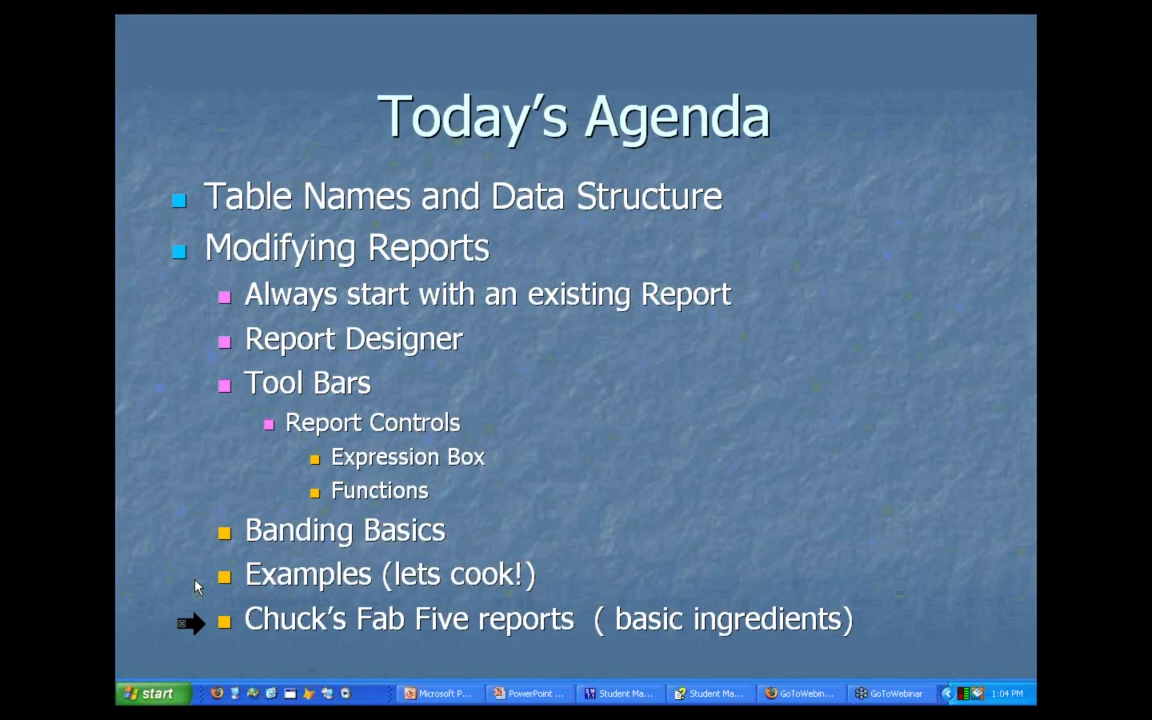 Today's Agenda
Table Names and Data Structure
Modifying Reports
Always start with an existing Report
Report Designer
Tool Bars
Report Controls
Expression Box
Functions
Banding Basics
Examples (lets cook!)
Chuck's Fab Five reports ( basic ingredients)
start Microsoft P... PowerPoint ... Student Ma... Student Ma... GoToWebin... GoToWebinar 1:04 PM